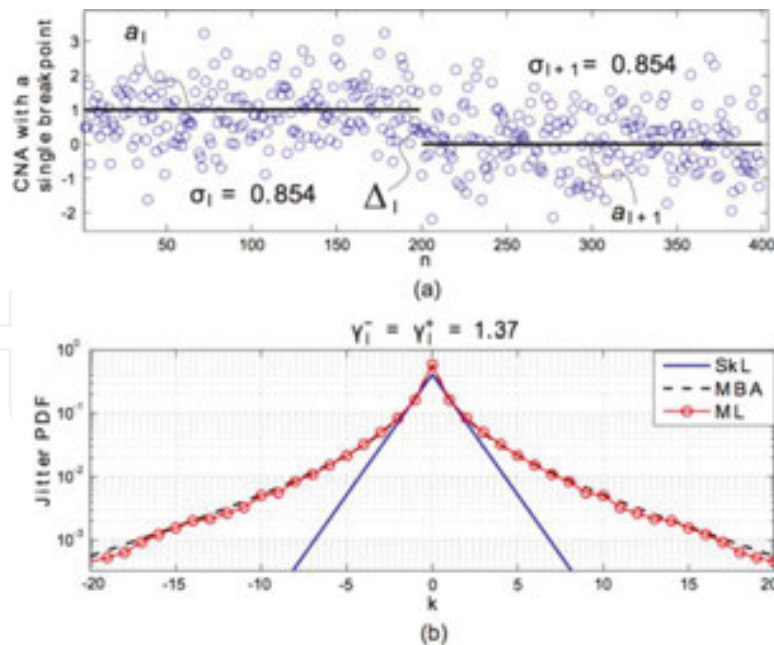 CNA with a
single breakpoint
3
2
1
0
-1
-2
a_l
σ_l+1 = 0.854
σ_l = 0.854
Δ_l
a_l+1
50 100 150 200 250 300 350 400
n
(a)
γ_l^- = γ_l^+ = 1.37
Jitter PDF
10^0
10^-1
10^-2
10^-3
SkL
MBA
ML
-20 -15 -10 -5 0 5 10 15 20
k
(b)